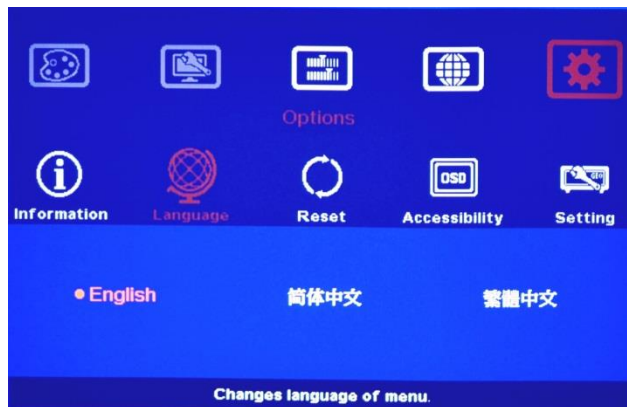 Options
Information Language Reset Accessibility Setting
OSD GEO
English 简体中文 繁體中文
Changes language of menu.